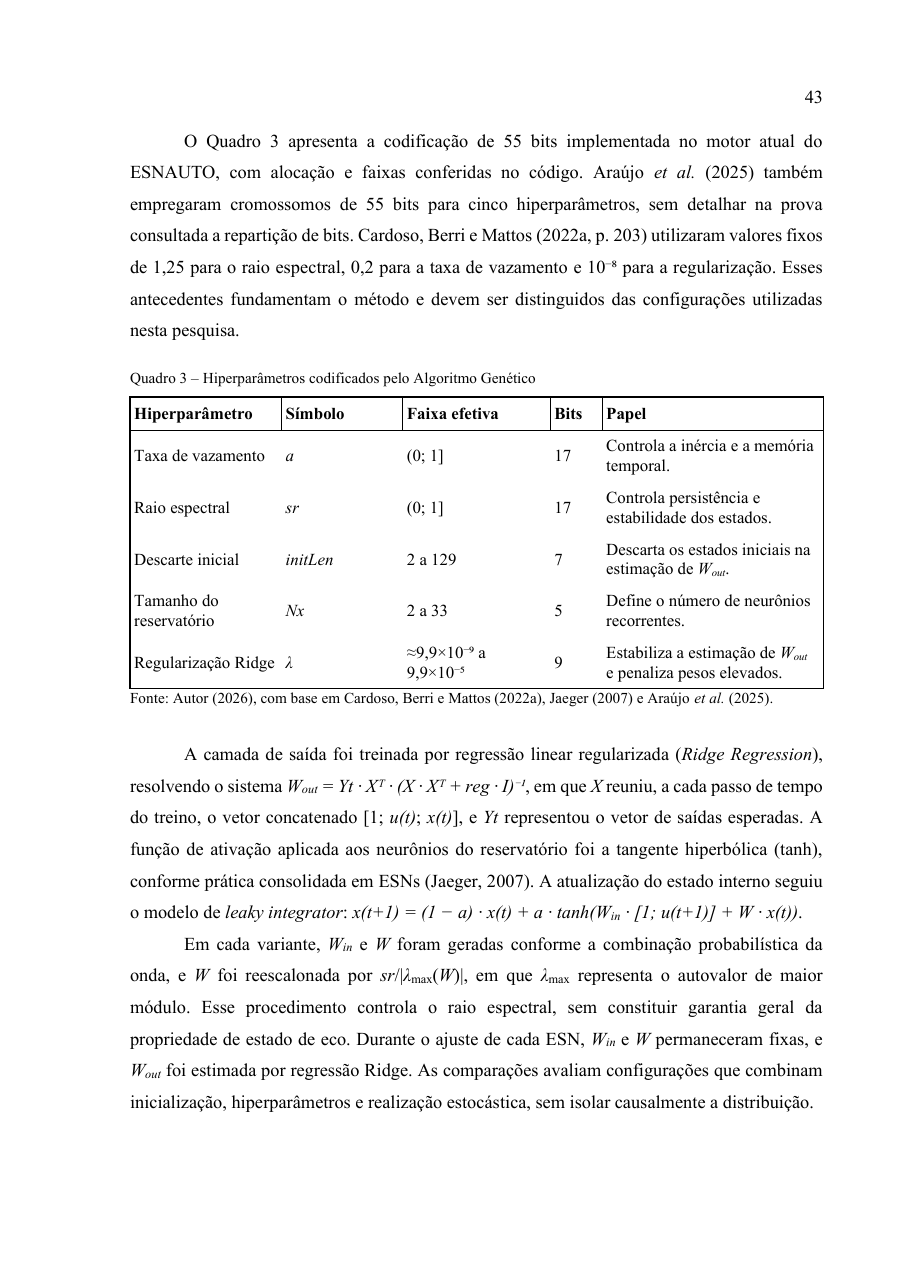 43
O Quadro 3 apresenta a codificação de 55 bits implementada no motor atual do
ESNAUTO, com alocação e faixas conferidas no código. Araújo et al. (2025) também
empregaram cromossomos de 55 bits para cinco hiperparâmetros, sem detalhar na prova
consultada a repartição de bits. Cardoso, Berri e Mattos (2022a, p. 203) utilizaram valores fixos
de 1,25 para o raio espectral, 0,2 para a taxa de vazamento e 10⁻⁸ para a regularização. Esses
antecedentes fundamentam o método e devem ser distinguidos das configurações utilizadas
nesta pesquisa.
Quadro 3 – Hiperparâmetros codificados pelo Algoritmo Genético
Hiperparâmetro Símbolo Faixa efetiva Bits Papel
Taxa de vazamento a (0; 1] 17 Controla a inércia e a memória
temporal.
Raio espectral sr (0; 1] 17 Controla persistência e
estabilidade dos estados.
Descarte inicial initLen 2 a 129 7 Descarta os estados iniciais na
estimação de Wout.
Tamanho do
reservatório Nx 2 a 33 5 Define o número de neurônios
recorrentes.
Regularização Ridge λ ≈9,9×10⁻⁹ a
9,9×10⁻⁵ 9 Estabiliza a estimação de Wout
e penaliza pesos elevados.
Fonte: Autor (2026), com base em Cardoso, Berri e Mattos (2022a), Jaeger (2007) e Araújo et al. (2025).
A camada de saída foi treinada por regressão linear regularizada (Ridge Regression),
resolvendo o sistema Wout = Yt · Xᵀ · (X · Xᵀ + reg · I)⁻¹, em que X reuniu, a cada passo de tempo
do treino, o vetor concatenado [1; u(t); x(t)], e Yt representou o vetor de saídas esperadas. A
função de ativação aplicada aos neurônios do reservatório foi a tangente hiperbólica (tanh),
conforme prática consolidada em ESNs (Jaeger, 2007). A atualização do estado interno seguiu
o modelo de leaky integrator: x(t+1) = (1 − a) · x(t) + a · tanh(Win · [1; u(t+1)] + W · x(t)).
Em cada variante, Win e W foram geradas conforme a combinação probabilística da
onda, e W foi reescalonada por sr/|λmax(W)|, em que λmax representa o autovalor de maior
módulo. Esse procedimento controla o raio espectral, sem constituir garantia geral da
propriedade de estado de eco. Durante o ajuste de cada ESN, Win e W permaneceram fixas, e
Wout foi estimada por regressão Ridge. As comparações avaliam configurações que combinam
inicialização, hiperparâmetros e realização estocástica, sem isolar causalmente a distribuição.